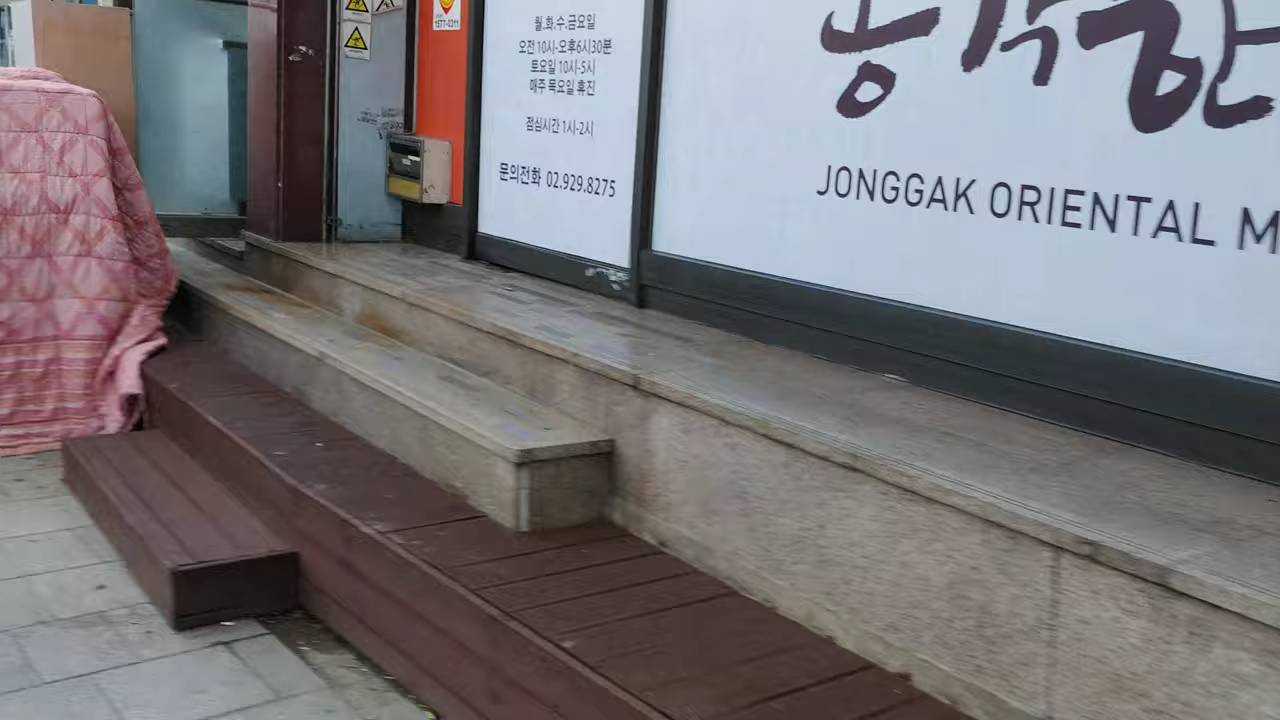 1577-0011
월.화.수.금요일
오전 10시-오후6시30분
토요일 10시-5시
매주 목요일 휴진
점심시간 1시-2시
문의전화 02.929.8275
JONGGAK ORIENTAL M